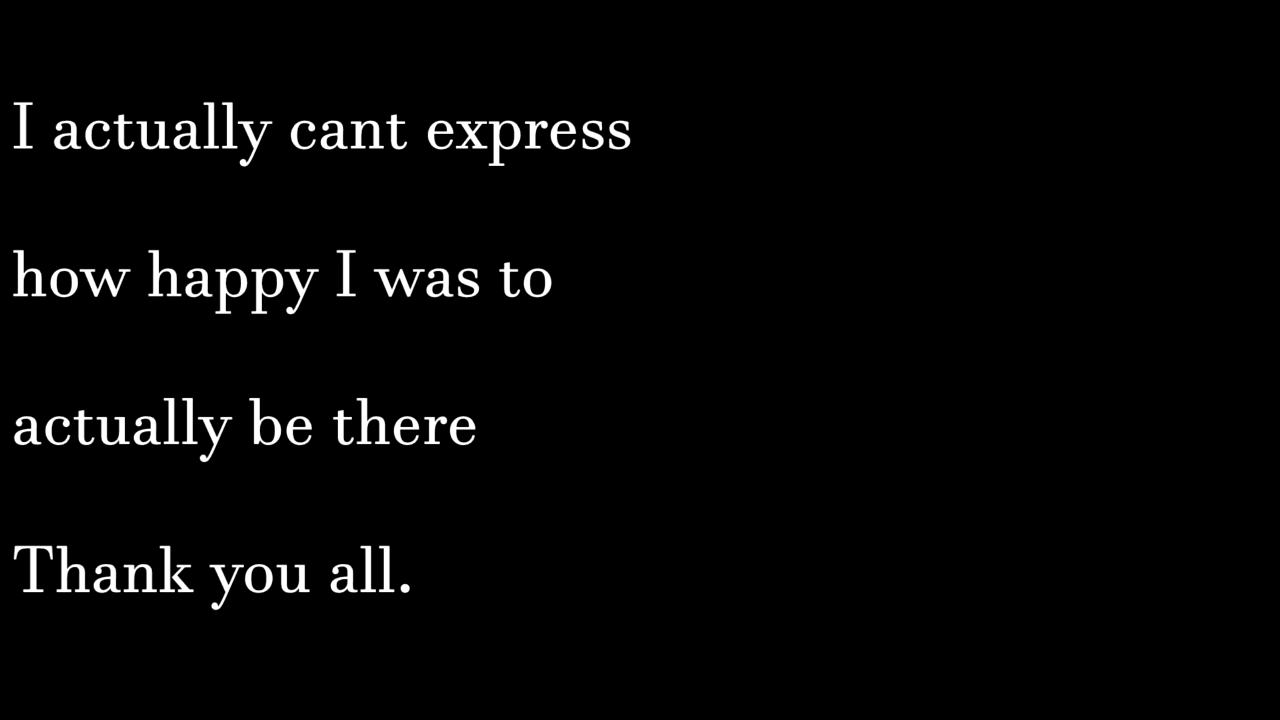 I actually cant express
how happy I was to
actually be there
Thank you all.